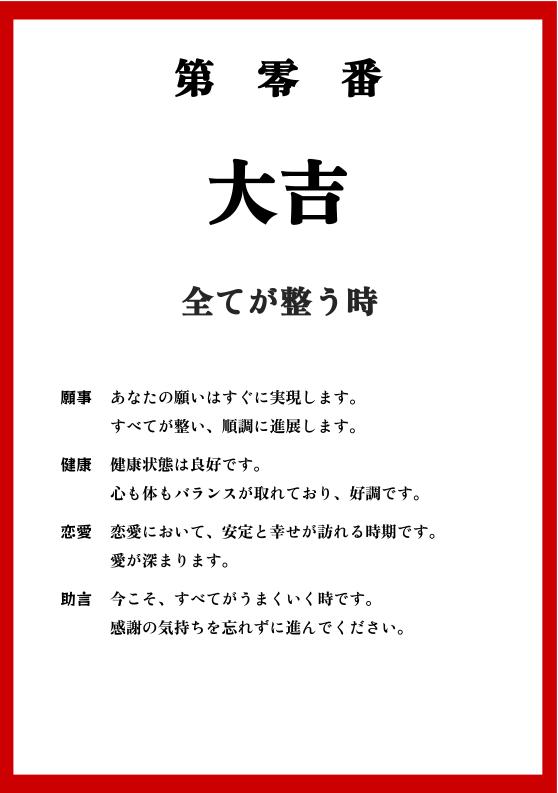 第 零 番
大吉
全てが整う時
願事 あなたの願いはすぐに実現します。
すべてが整い、順調に進展します。
健康 健康状態は良好です。
心も体もバランスが取れており、好調です。
恋愛 恋愛において、安定と幸せが訪れる時期です。
愛が深まります。
助言 今こそ、すべてがうまくいく時です。
感謝の気持ちを忘れずに進んでください。